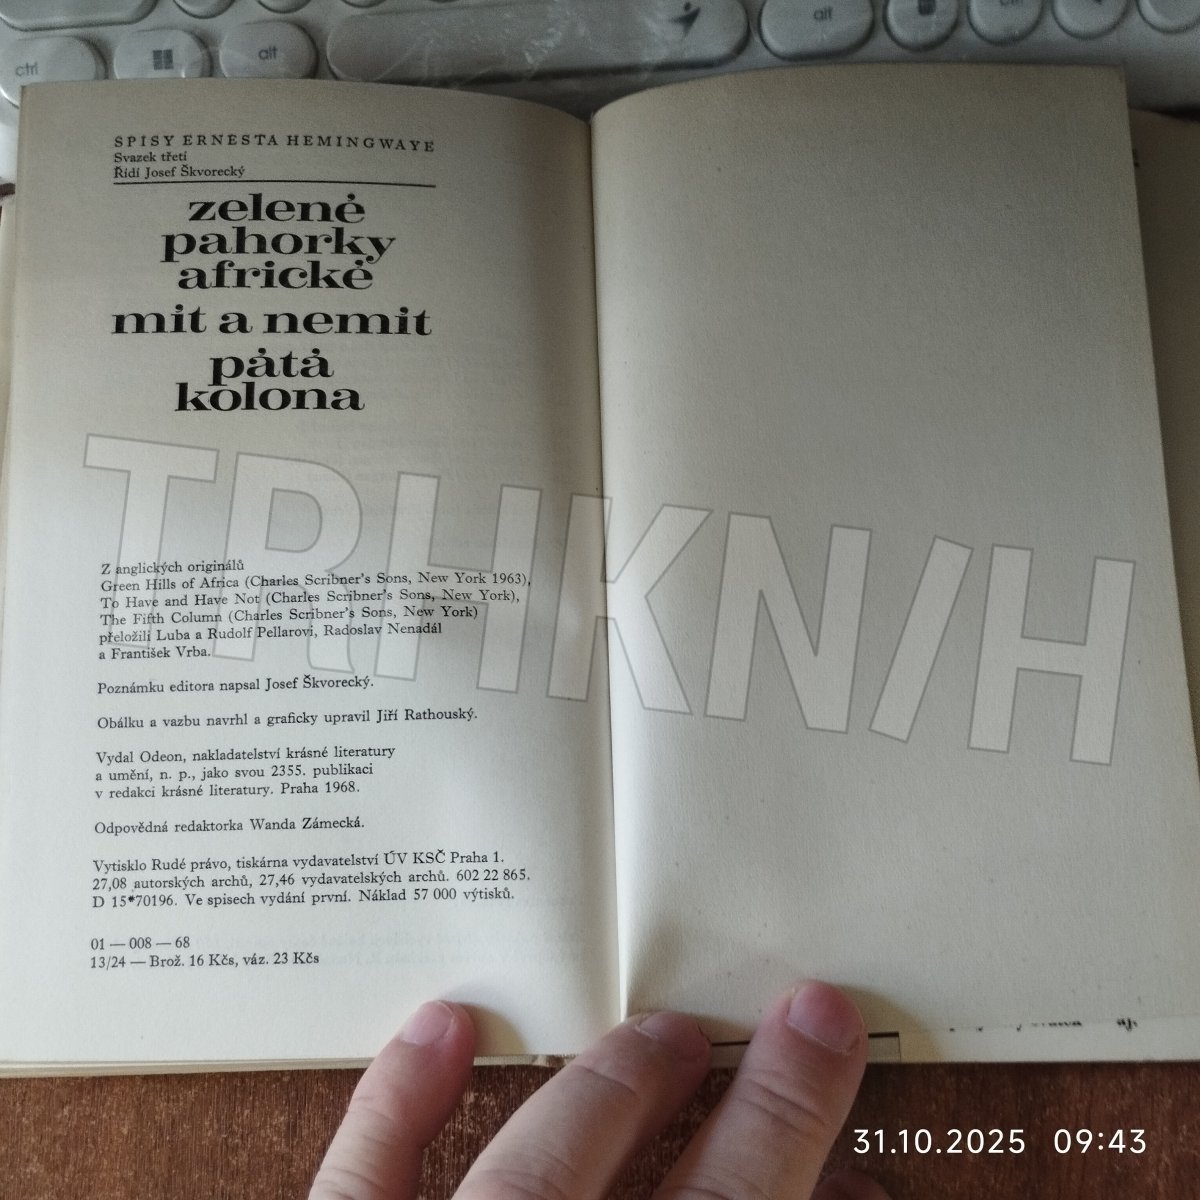 ctrl
alt
alt
ctrl
SPISY ERNESTA HEMINGWAYE
Svazek třetí
Řídí Josef Škvorecký
zelené
pahorky
africké
mít a nemít
pátá
kolona
TRHKNIH
Z anglických originálů
Green Hills of Africa (Charles Scribner's Sons, New York 1963),
To Have and Have Not (Charles Scribner's Sons, New York),
The Fifth Column (Charles Scribner's Sons, New York)
přeložili Luba a Rudolf Pellarovi, Radoslav Nenadál
a František Vrba.
Poznámku editora napsal Josef Škvorecký.
Obálku a vazbu navrhl a graficky upravil Jiří Rathouský.
Vydal Odeon, nakladatelství krásné literatury
a umění, n. p., jako svou 2355. publikaci
v redakci krásné literatury. Praha 1968.
Odpovědná redaktorka Wanda Zámecká.
Vytisklo Rudé právo, tiskárna vydavatelství ÚV KSČ Praha 1.
27,08 autorských archů, 27,46 vydavatelských archů. 602 22 865.
D 15*70196. Ve spisech vydání první. Náklad 57 000 výtisků.
01 — 008 — 68
13/24 — Brož. 16 Kčs, váz. 23 Kčs
31.10.2025 09:43